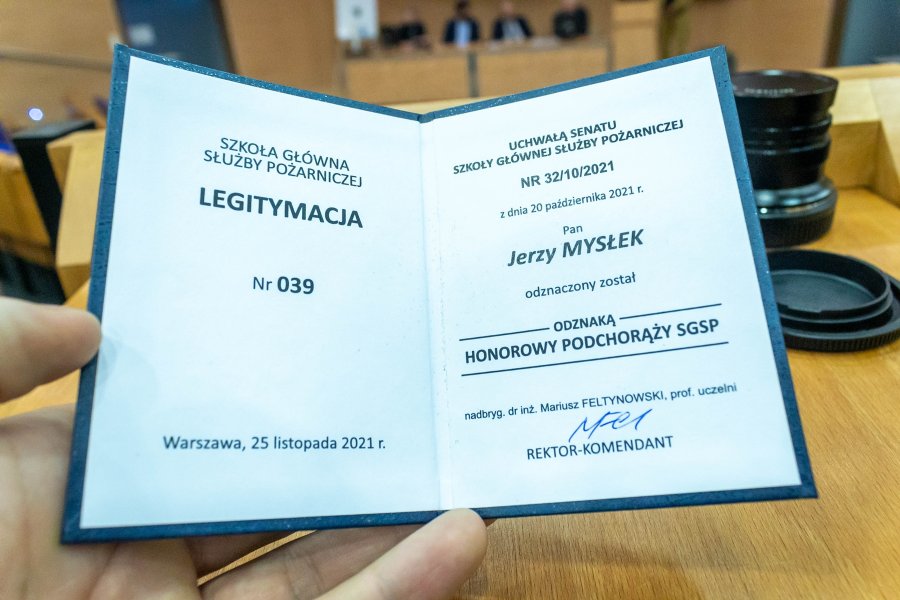 SZKOŁA GŁÓWNA
SŁUŻBY POŻARNICZEJ
LEGITYMACJA
Nr 039
Warszawa, 25 listopada 2021 r.
UCHWAŁĄ SENATU
SZKOŁY GŁÓWNEJ SŁUŻBY POŻARNICZEJ
NR 32/10/2021
z dnia 20 października 2021 r.
Pan
Jerzy MYSŁEK
odznaczony został
ODZNAKĄ
HONOROWY PODCHORĄŻY SGSP
nadbryg. dr inż. Mariusz FELTYNOWSKI, prof. uczelni
REKTOR-KOMENDANT